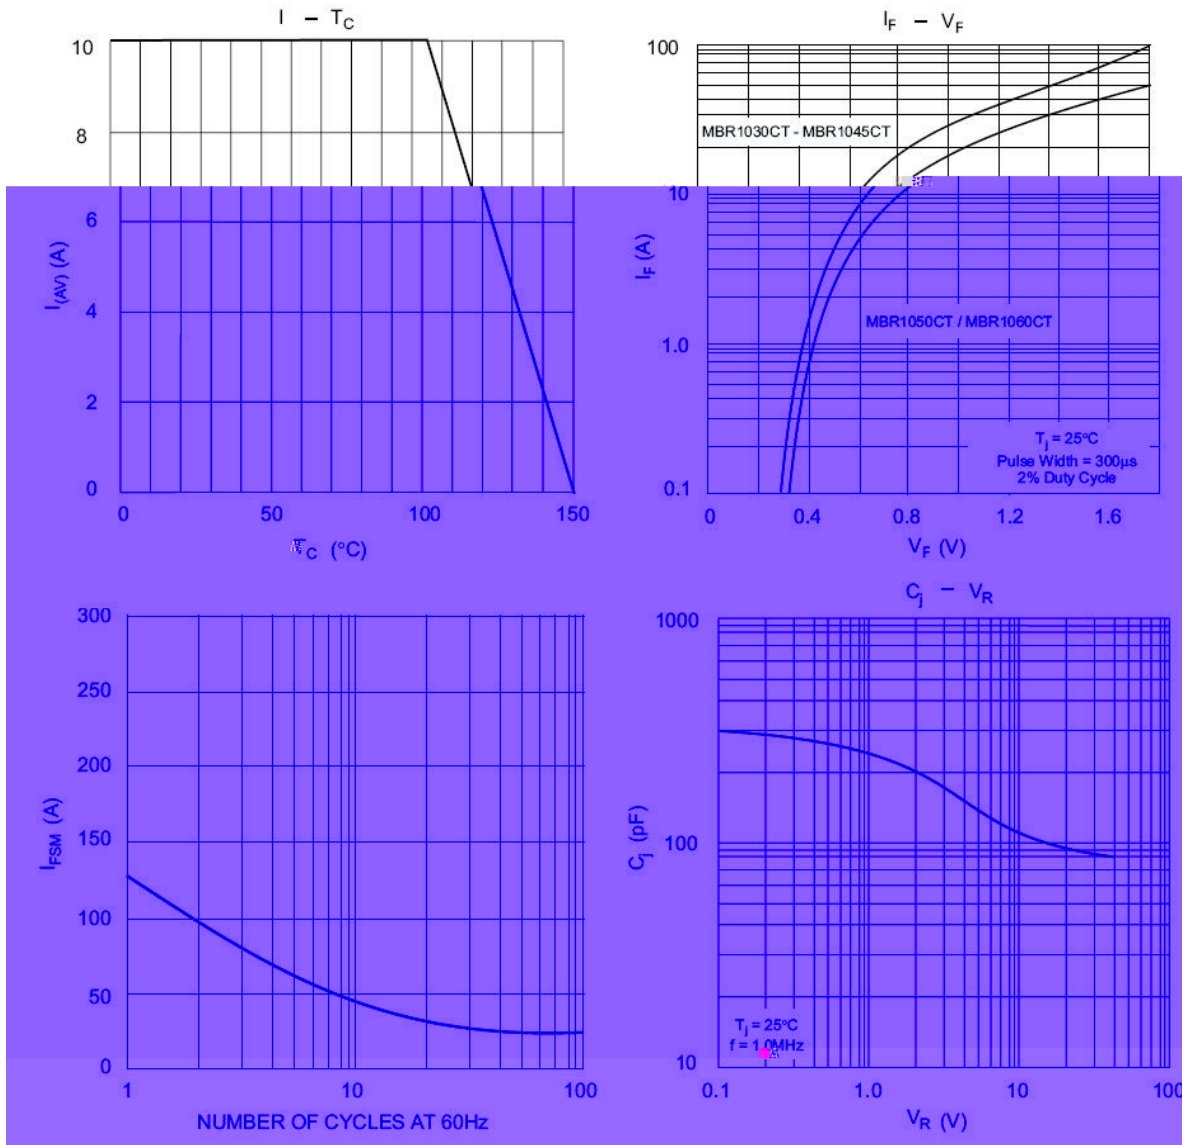 I – T_C
10
8
6
4
2
0
I_(AV) (A)
0 50 100 150
T_C (°C)
I_F – V_F
100
10
1.0
0.1
I_F (A)
MBR1030CT - MBR1045CT
MBR1050CT / MBR1060CT
T_j = 25°C
Pulse Width = 300µs
2% Duty Cycle
0 0.4 0.8 1.2 1.6
V_F (V)
300
250
200
150
100
50
0
I_FSM (A)
1 10 100
NUMBER OF CYCLES AT 60Hz
C_j – V_R
1000
100
10
C_j (pF)
T_j = 25°C
f = 1.0MHz
0.1 1.0 10 100
V_R (V)